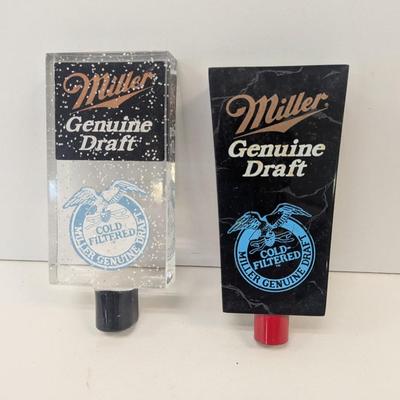 Miller
Genuine
Draft
COLD
FILTERED
MILLER GENUINE DRAFT
Miller
Genuine
Draft
COLD-
FILTERED
MILLER GENUINE DRAFT